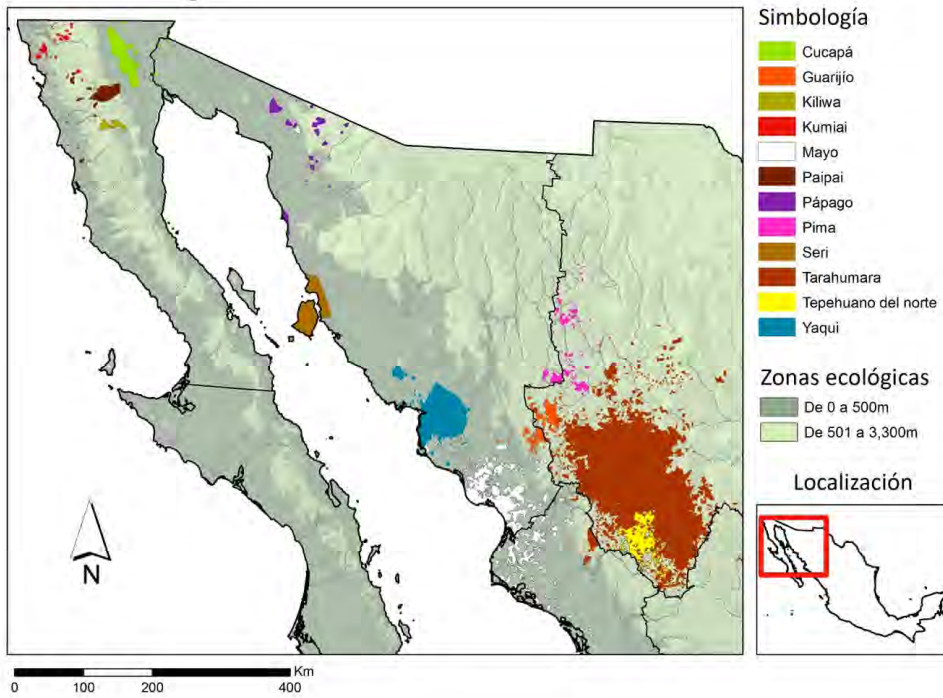 Simbología
Cucapá
Guarijío
Kiliwa
Kumiai
Mayo
Paipai
Pápago
Pima
Seri
Tarahumara
Tepehuano del norte
Yaqui
Zonas ecológicas
De 0 a 500m
De 501 a 3,300m
Localización
N
Km
0 100 200 400